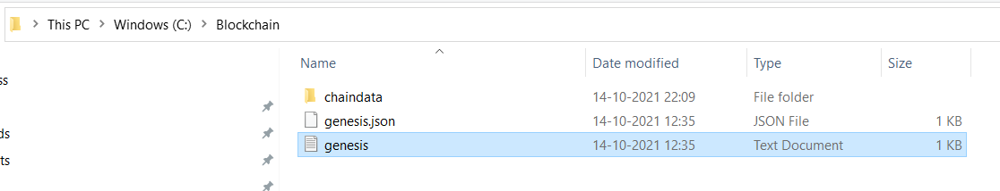 This PC > Windows (C:) > Blockchain
Name Date modified Type Size
ss
chaindata 14-10-2021 22:09 File folder
genesis.json 14-10-2021 12:35 JSON File 1 KB
ds
genesis 14-10-2021 12:35 Text Document 1 KB
ts